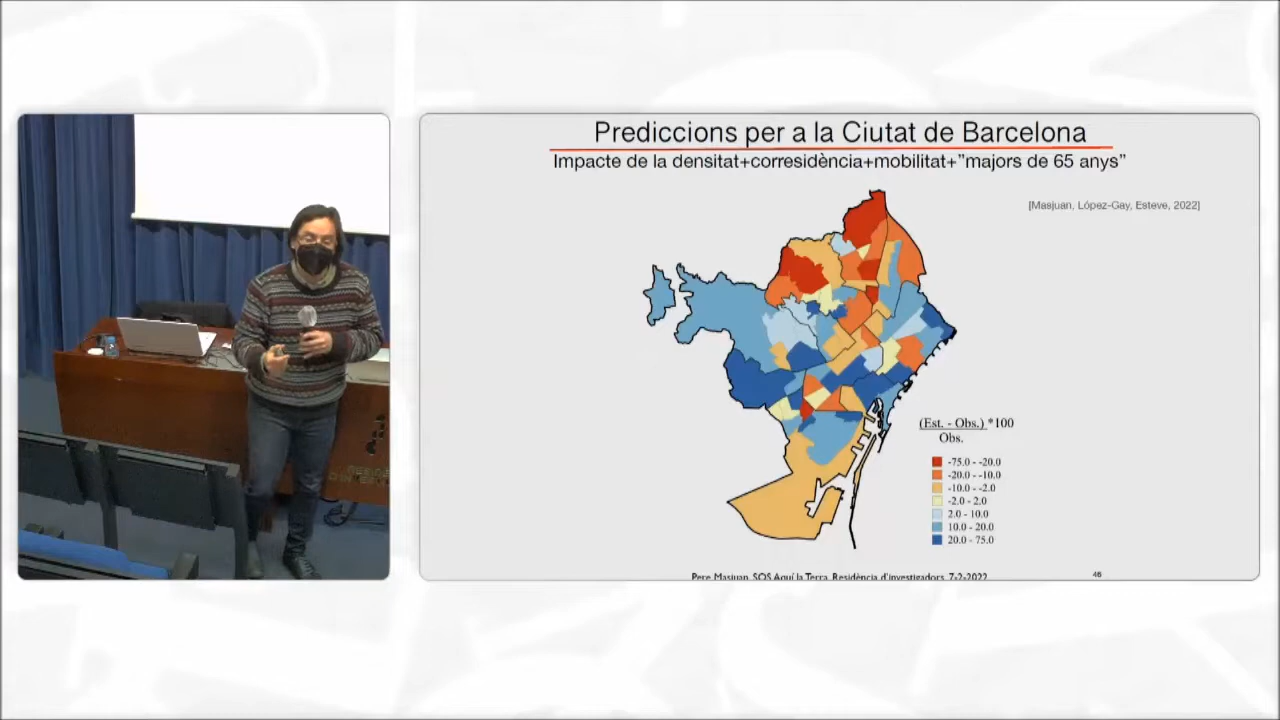 Prediccions per a la Ciutat de Barcelona
Impacte de la densitat+corresidència+mobilitat+"majors de 65 anys"
[Masjuan, López-Gay, Esteve, 2022]
(Est. - Obs.) *100
Obs.
-75.0 - -20.0
-20.0 - -10.0
-10.0 - -2.0
-2.0 - 2.0
2.0 - 10.0
10.0 - 20.0
20.0 - 75.0
Pere Masjuan, SOS Aquí la Terra, Residència d'investigadors, 7-2-2022
46